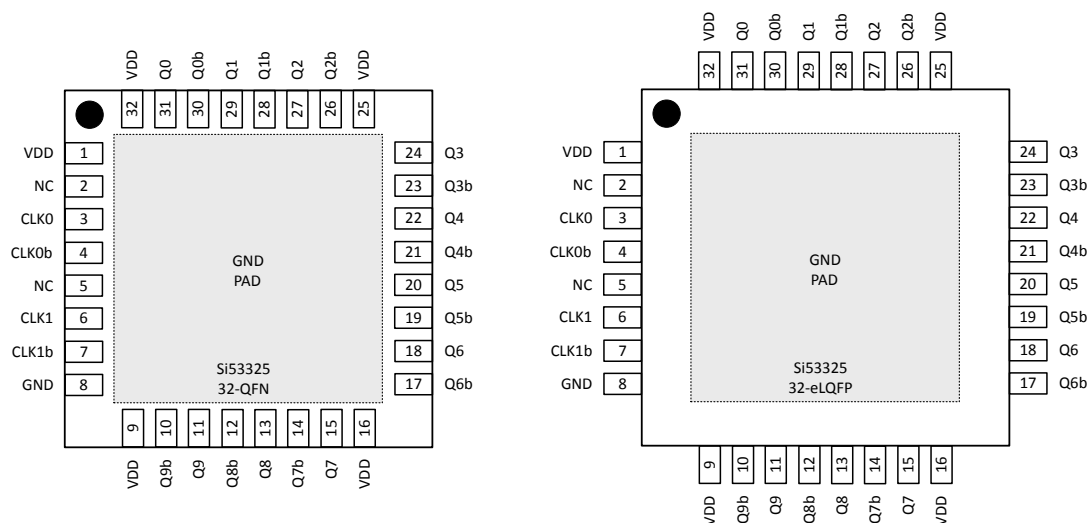 VDD Q0 Q0b Q1 Q1b Q2 Q2b VDD
32 31 30 29 28 27 26 25
VDD 1
NC 2
CLK0 3
CLK0b 4
NC 5
CLK1 6
CLK1b 7
GND 8
GND
PAD
Si53325
32-QFN
24 Q3
23 Q3b
22 Q4
21 Q4b
20 Q5
19 Q5b
18 Q6
17 Q6b
9 10 11 12 13 14 15 16
VDD Q9b Q9 Q8b Q8 Q7b Q7 VDD
VDD Q0 Q0b Q1 Q1b Q2 Q2b VDD
32 31 30 29 28 27 26 25
VDD 1
NC 2
CLK0 3
CLK0b 4
NC 5
CLK1 6
CLK1b 7
GND 8
GND
PAD
Si53325
32-eLQFP
24 Q3
23 Q3b
22 Q4
21 Q4b
20 Q5
19 Q5b
18 Q6
17 Q6b
9 10 11 12 13 14 15 16
VDD Q9b Q9 Q8b Q8 Q7b Q7 VDD